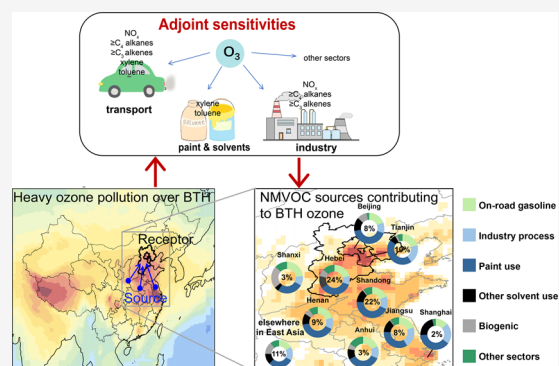 Adjoint sensitivities
NOx
≥C4 alkanes
≥C3 alkenes
xylene
toluene
transport
O3
other sectors
xylene
toluene
SOLVENT
paint & solvents
NOx
≥C2 alkanes
≥C2 alkenes
industry
Heavy ozone pollution over BTH
Receptor
Source
NMVOC sources contributing
to BTH ozone
Beijing
8%
Tianjin
10%
Shanxi
3%
Hebei
24%
Shandong
22%
Henan
9%
Jiangsu
8%
Shanghai
2%
Anhui
3%
elsewhere
in East Asia
11%
On-road gasoline
Industry process
Paint use
Other solvent use
Biogenic
Other sectors